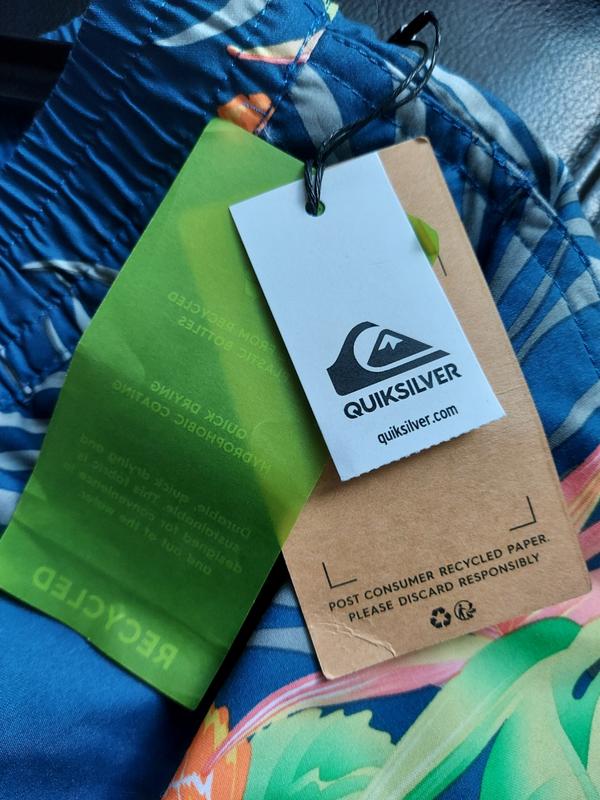 FROM RECYCLED
PLASTIC BOTTLES
QUICK DRYING
HYDROPHOBIC COATING
Durable, quick drying and
sustainable. This fabric is
designed for convenience
and out of the water.
RECYCLED
QUIKSILVER
quiksilver.com
POST CONSUMER RECYCLED PAPER.
PLEASE DISCARD RESPONSIBLY